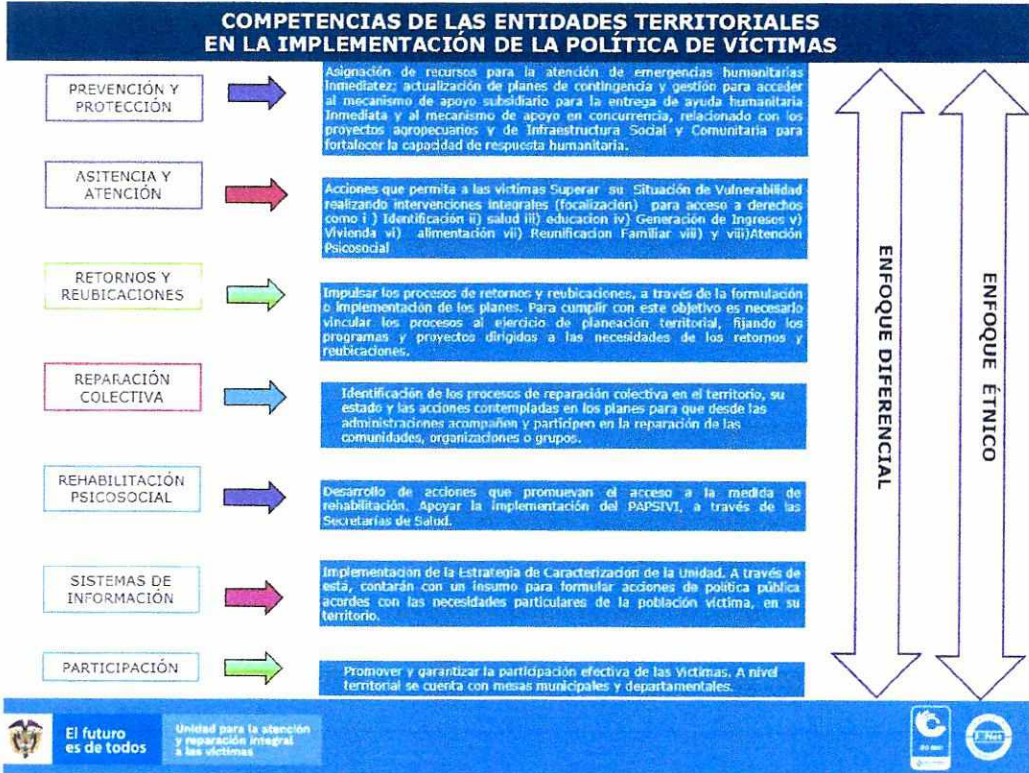 COMPETENCIAS DE LAS ENTIDADES TERRITORIALES
EN LA IMPLEMENTACIÓN DE LA POLÍTICA DE VÍCTIMAS
PREVENCIÓN Y
PROTECCIÓN
Asignación de recursos para la atención de emergencias humanitarias
Inmediatez; actualización de planes de contingencia y gestión para acceder
al mecanismo de apoyo subsidiario para la entrega de ayuda humanitaria
Inmediata y al mecanismo de apoyo en concurrencia, relacionado con los
proyectos agropecuarios y de Infraestructura Social y Comunitaria para
fortalecer la capacidad de respuesta humanitaria.
ASITENCIA Y
ATENCIÓN
Acciones que permita a las victimas Superar su Situación de Vulnerabilidad
realizando intervenciones integrales (focalización) para acceso a derechos
como i ) Identificación ii) salud iii) educacion iv) Generación de Ingresos v)
Vivienda vi) alimentación vii) Reunificacion Familiar viii) y viii)Atención
Psicosocial
RETORNOS Y
REUBICACIONES
Impulsar los procesos de retornos y reubicaciones, a través de la formulación
o implementación de los planes. Para cumplir con este objetivo es necesario
vincular los procesos al ejercicio de planeación territorial, fijando los
programas y proyectos dirigidos a las necesidades de los retornos y
reubicaciones.
REPARACIÓN
COLECTIVA
Identificación de los procesos de reparación colectiva en el territorio, su
estado y las acciones contempladas en los planes para que desde las
administraciones acompañen y participen en la reparación de las
comunidades, organizaciones o grupos.
REHABILITACIÓN
PSICOSOCIAL
Desarrollo de acciones que promuevan el acceso a la medida de
rehabilitación. Apoyar la implementación del PAPSIVI, a través de las
Secretarías de Salud.
SISTEMAS DE
INFORMACIÓN
Implementación de la Estrategia de Caracterización de la Unidad. A través de
está, contarán con un insumo para formular acciones de política pública
acordes con las necesidades particulares de la población víctima, en su
territorio.
PARTICIPACIÓN
Promover y garantizar la participación efectiva de las Víctimas. A nivel
territorial se cuenta con mesas municipales y departamentales.
ENFOQUE DIFERENCIAL
ENFOQUE ÉTNICO
El futuro
es de todos
Unidad para la atención
y reparación integral
a las víctimas